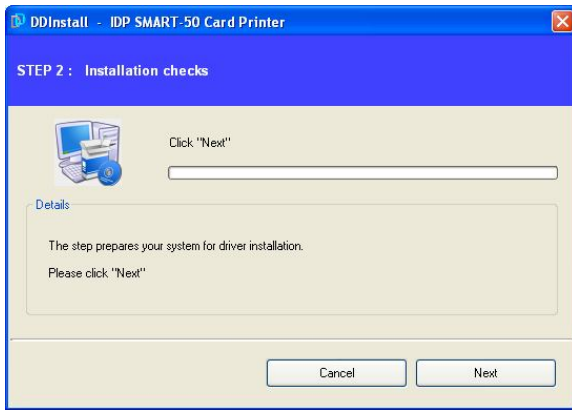 DDInstall - IDP SMART-50 Card Printer
STEP 2 : Installation checks
Click "Next"
Details
The step prepares your system for driver installation.
Please click "Next"
Cancel
Next